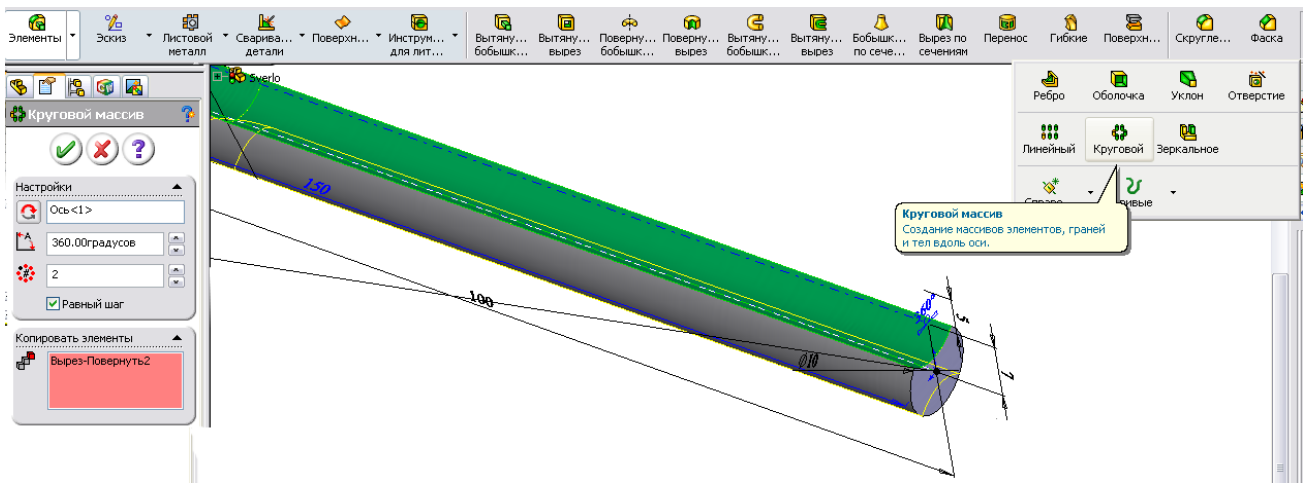 Элементы
Эскиз
Листовой
металл
Сварива...
детали
Поверхн...
Инструм...
для лит...
Вытяну...
бобышк...
Вытяну...
вырез
Поверну...
бобышк...
Поверну...
вырез
Вытяну...
бобышк...
Вытяну...
вырез
Бобышк...
по сече...
Вырез по
сечениям
Перенос
Гибкие
Поверхн...
Скругле...
Фаска
Ребро
Оболочка
Уклон
Отверстие
Линейный
Круговой
Зеркальное
Круговой массив
Создание массивов элементов, граней
и тел вдоль оси.
Sverlo
Круговой массив
?
?
Настройки
Ось<1>
360.00градусов
2
Равный шаг
Копировать элементы
Вырез-Повернуть2
150
100
Ø10
360°
5
7